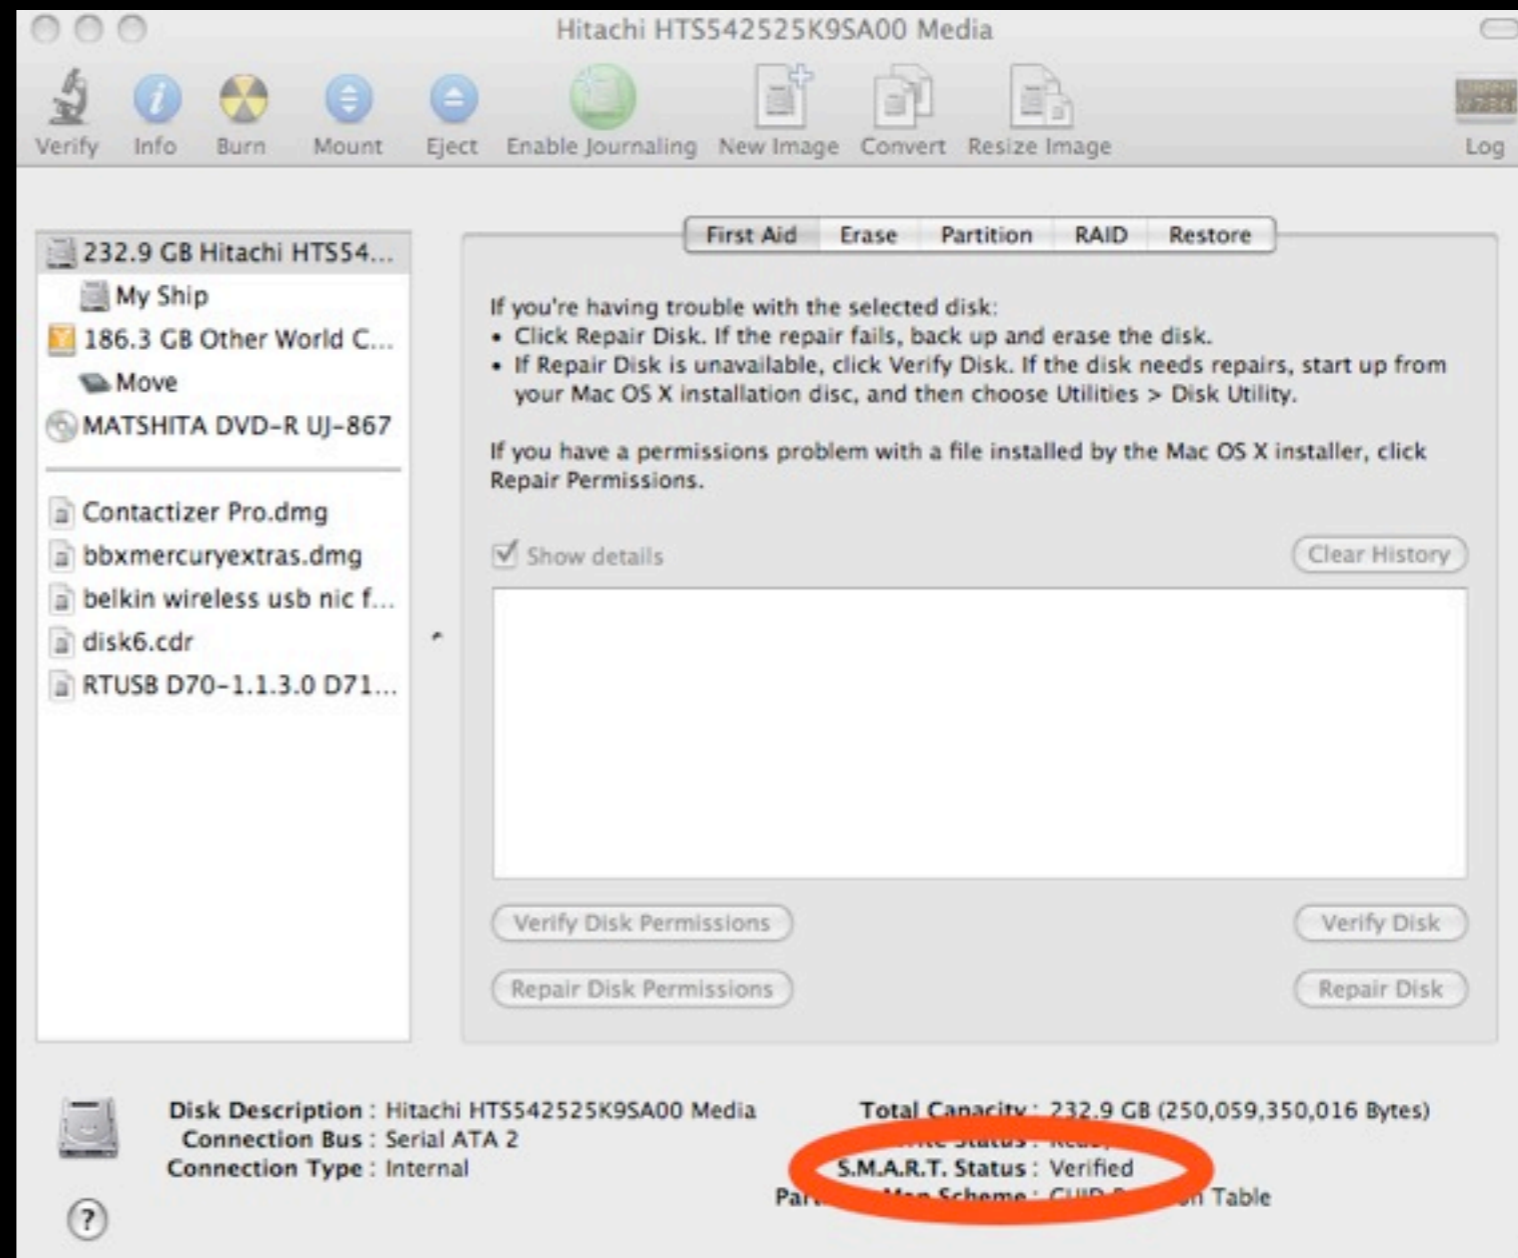 Hitachi HTS542525K9SA00 Media
Verify Info Burn Mount Eject Enable Journaling New Image Convert Resize Image Log
232.9 GB Hitachi HTS54...
My Ship
186.3 GB Other World C...
Move
MATSHITA DVD-R UJ-867
Contactizer Pro.dmg
bbxmercuryextras.dmg
belkin wireless usb nic f...
disk6.cdr
RTUSB D70-1.1.3.0 D71...
First Aid Erase Partition RAID Restore
If you're having trouble with the selected disk:
• Click Repair Disk. If the repair fails, back up and erase the disk.
• If Repair Disk is unavailable, click Verify Disk. If the disk needs repairs, start up from
your Mac OS X installation disc, and then choose Utilities > Disk Utility.
If you have a permissions problem with a file installed by the Mac OS X installer, click
Repair Permissions.
Show details
Clear History
Verify Disk Permissions
Verify Disk
Repair Disk Permissions
Repair Disk
Disk Description : Hitachi HTS542525K9SA00 Media
Connection Bus : Serial ATA 2
Connection Type : Internal
Total Capacity : 232.9 GB (250,059,350,016 Bytes)
Status :
S.M.A.R.T. Status : Verified
Map Scheme : GUID Table
?